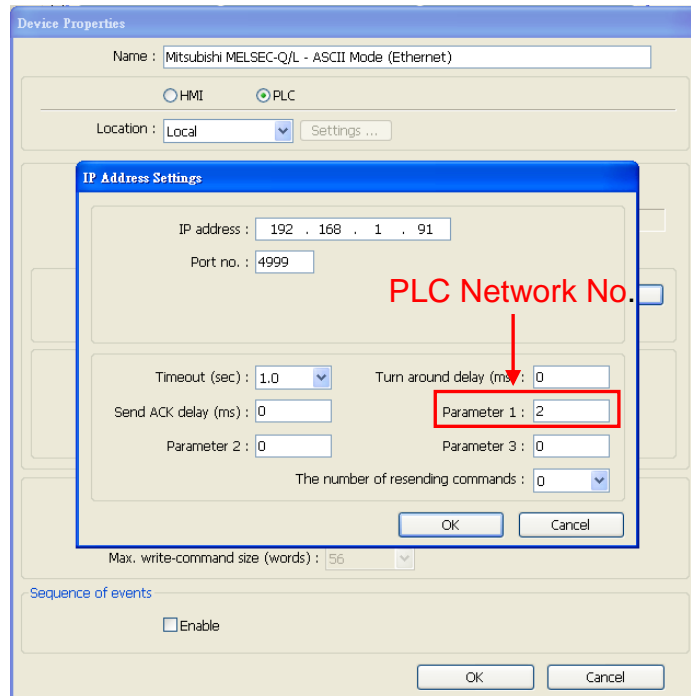 Device Properties
Name : Mitsubishi MELSEC-Q/L - ASCII Mode (Ethernet)
HMI PLC
Location : Local Settings ...
IP Address Settings
IP address : 192 . 168 . 1 . 91
Port no. : 4999
PLC Network No.
Timeout (sec) : 1.0 Turn around delay (ms) : 0
Send ACK delay (ms) : 0 Parameter 1 : 2
Parameter 2 : 0 Parameter 3 : 0
The number of resending commands : 0
OK Cancel
Max. write-command size (words) : 56
Sequence of events
Enable
OK Cancel